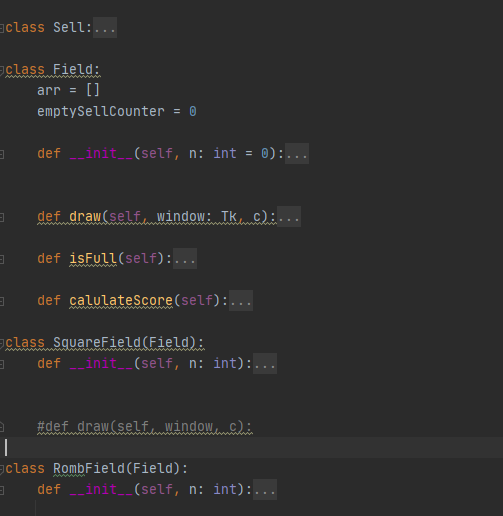 class Sell:...
class Field:
arr = []
emptySellCounter = 0
def __init__(self, n: int = 0):...
def draw(self, window: Tk, c):...
def isFull(self):...
def calulateScore(self):...
class SquareField(Field):
def __init__(self, n: int):...
#def draw(self, window, c):
class RombField(Field):
def __init__(self, n: int):...